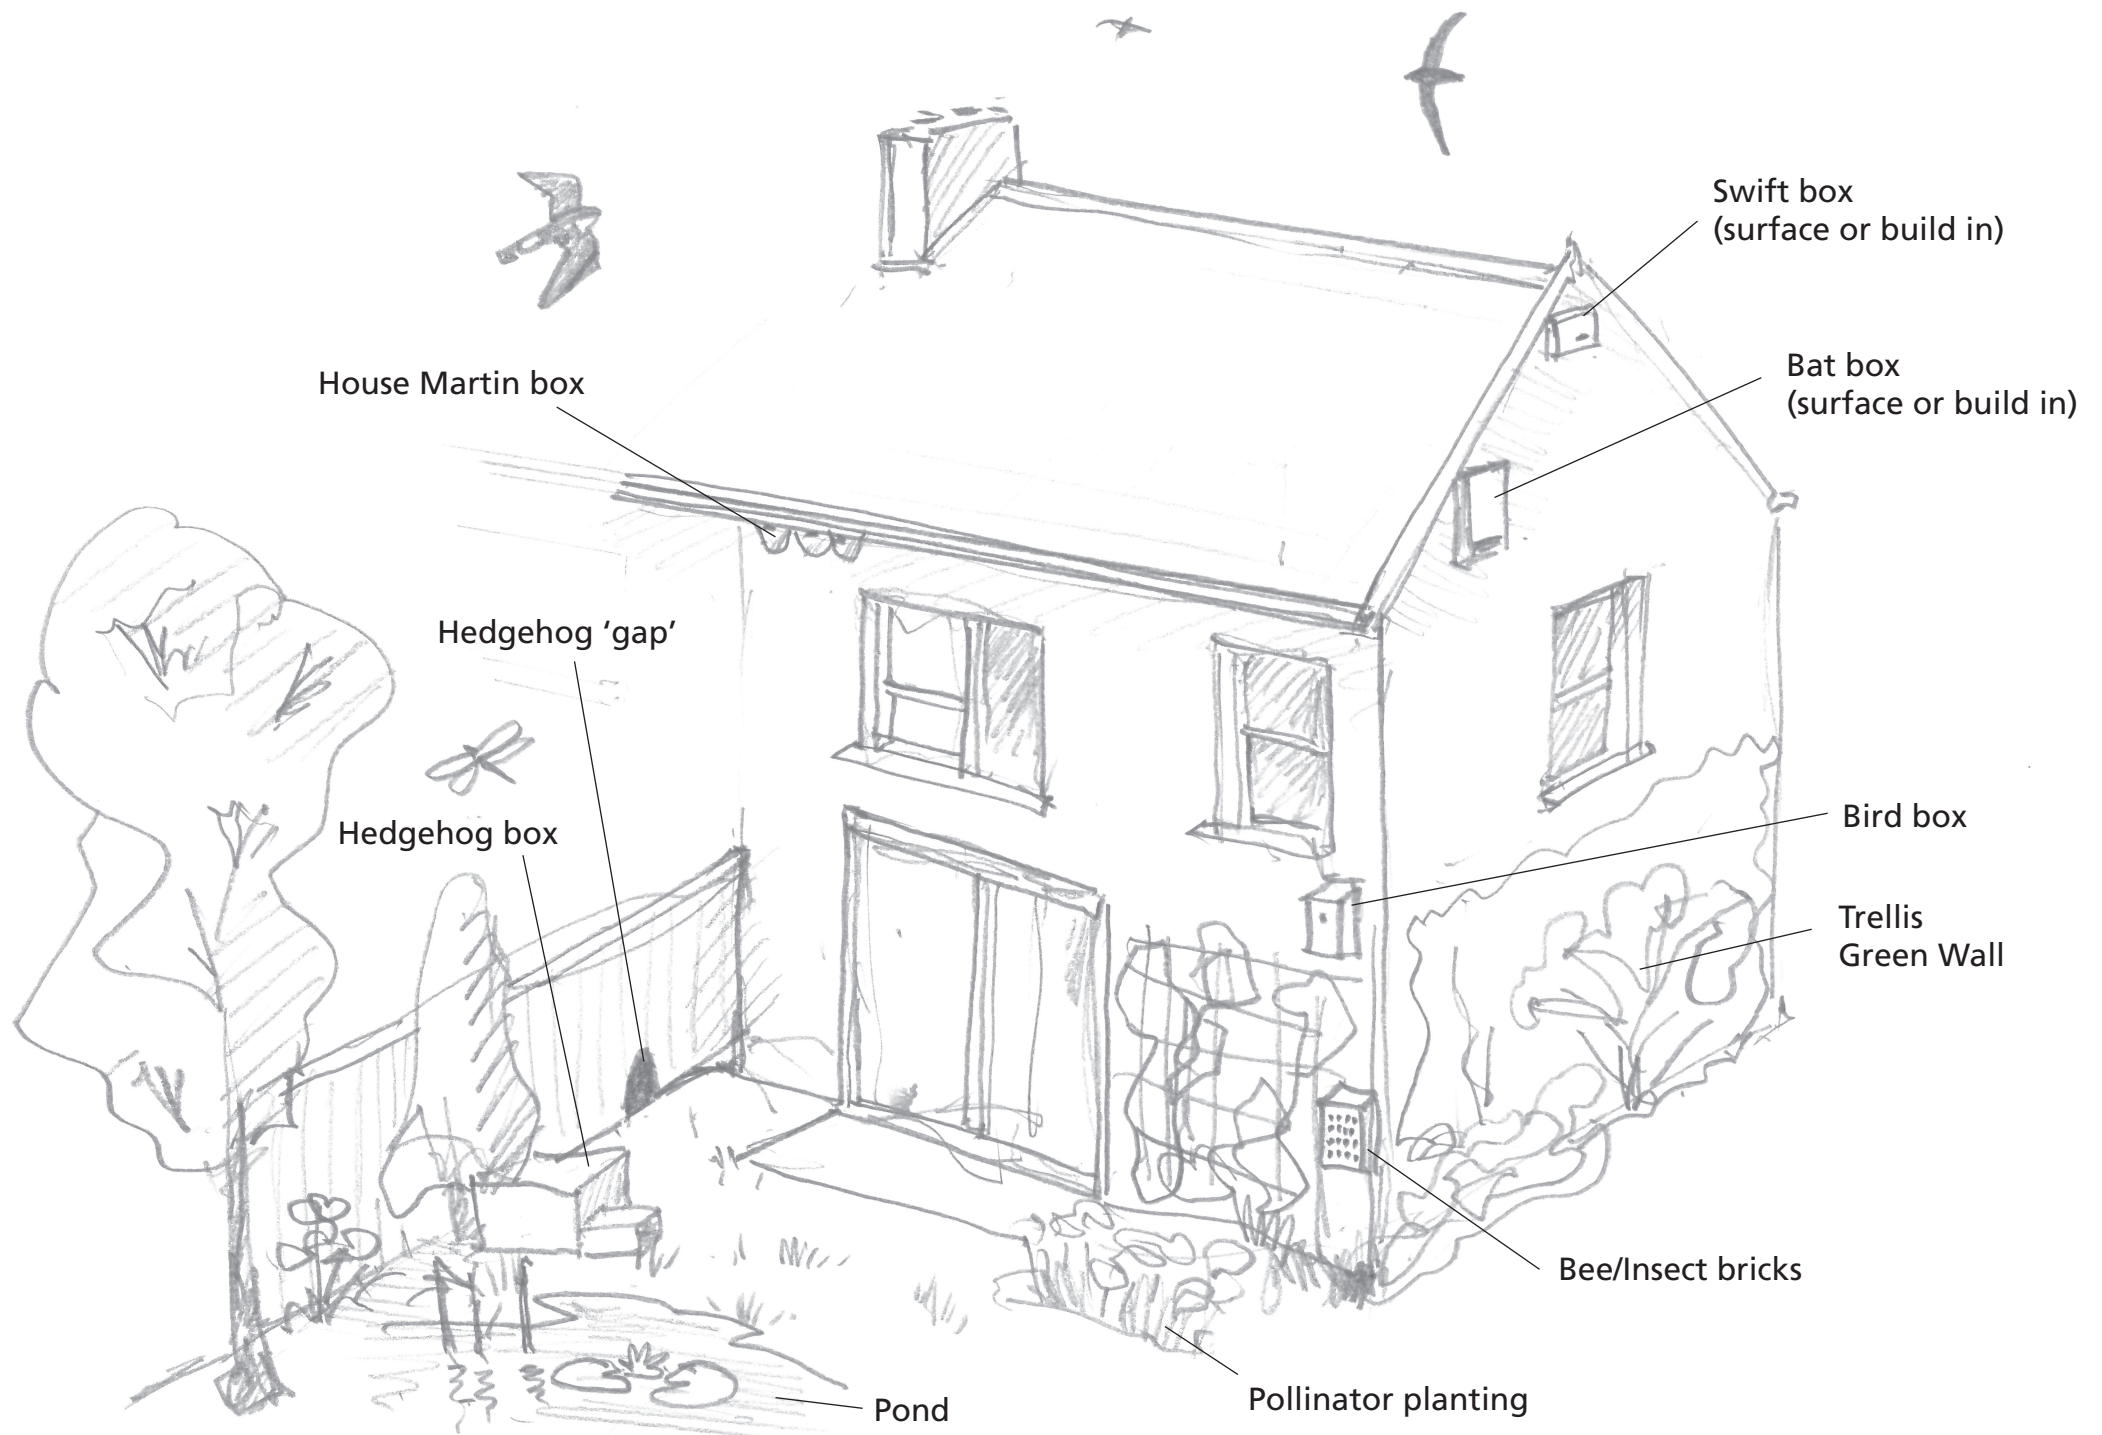 Swift box
(surface or build in)
House Martin box
Bat box
(surface or build in)
Hedgehog ‘gap’
Hedgehog box
Bird box
Trellis
Green Wall
Bee/Insect bricks
Pollinator planting
Pond